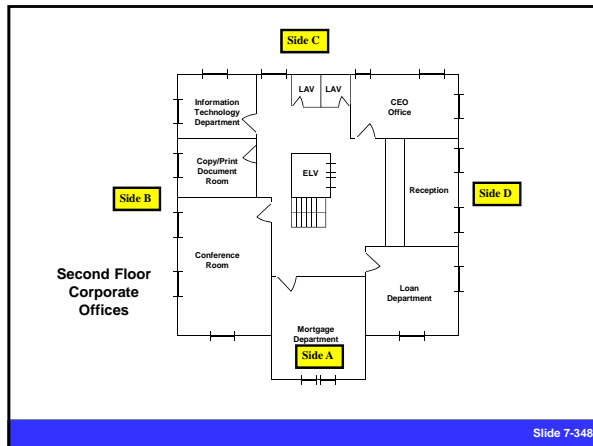 Side C
LAV
LAV
CEO
Office
Information
Technology
Department
Copy/Print
Document
Room
ELV
Reception
Side B
Side D
Conference
Room
Second Floor
Corporate
Offices
Loan
Department
Mortgage
Department
Side A
Slide 7-348